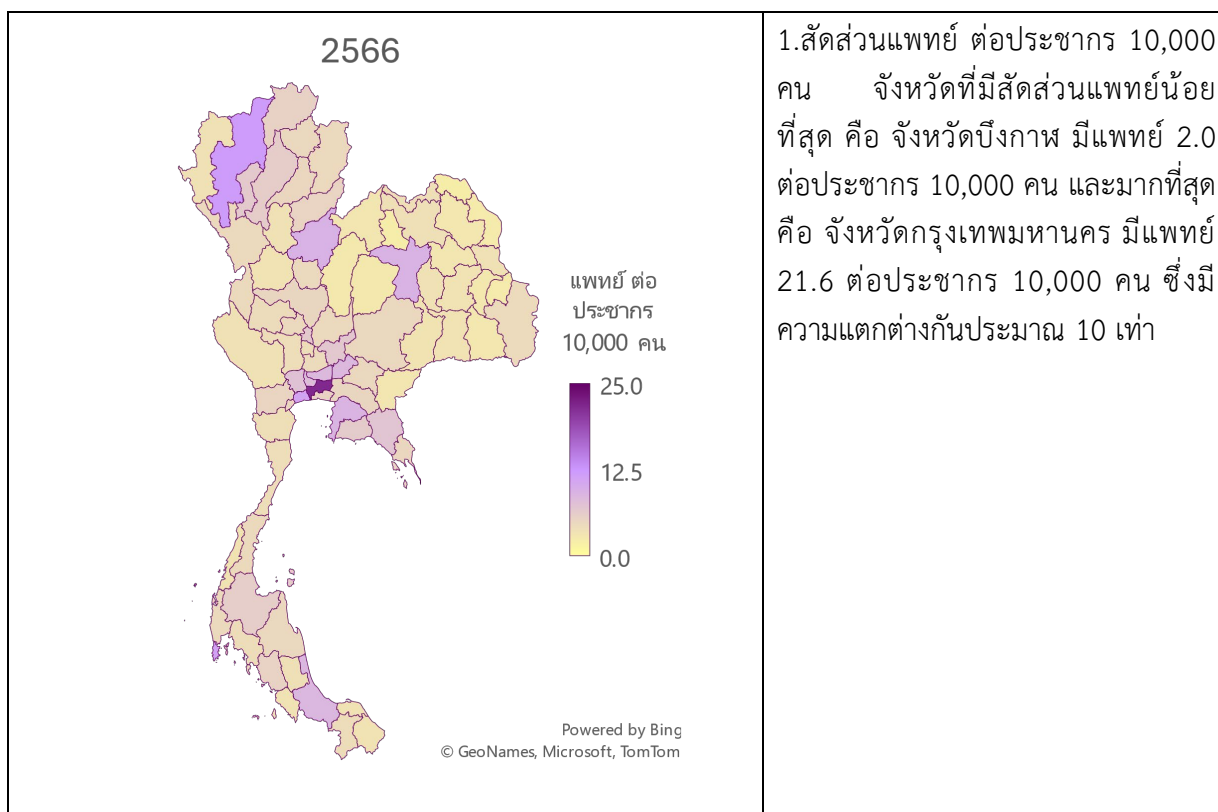 2566
แพทย์ ต่อ
ประชากร
10,000 คน
25.0
12.5
0.0
Powered by Bing
© GeoNames, Microsoft, TomTom
1.สัดส่วนแพทย์ ต่อประชากร 10,000
คน จังหวัดที่มีสัดส่วนแพทย์น้อย
ที่สุด คือ จังหวัดบึงกาฬ มีแพทย์ 2.0
ต่อประชากร 10,000 คน และมากที่สุด
คือ จังหวัดกรุงเทพมหานคร มีแพทย์
21.6 ต่อประชากร 10,000 คน ซึ่งมี
ความแตกต่างกันประมาณ 10 เท่า